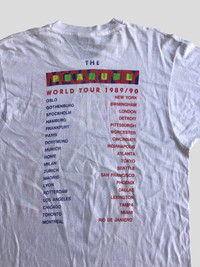 THE
WORLD TOUR 1989/90
OSLO
GOTHENBURG
STOCKHOLM
HAMBURG
FRANKFURT
PARIS
DORTMUND
MUNICH
ROME
MILAN
ZURICH
MADRID
LYON
ROTTERDAM
LOS ANGELES
CHICAGO
TORONTO
MONTREAL
NEW YORK
BIRMINGHAM
LONDON
DETROIT
PITTSBURGH
WORCESTER
CINCINNATI
INDIANAPOLIS
ATLANTA
TOKYO
SEATTLE
SAN FRANCISCO
PHOENIX
DALLAS
LEXINGTON
TAMPA
MIAMI
RIO DE JANEIRO